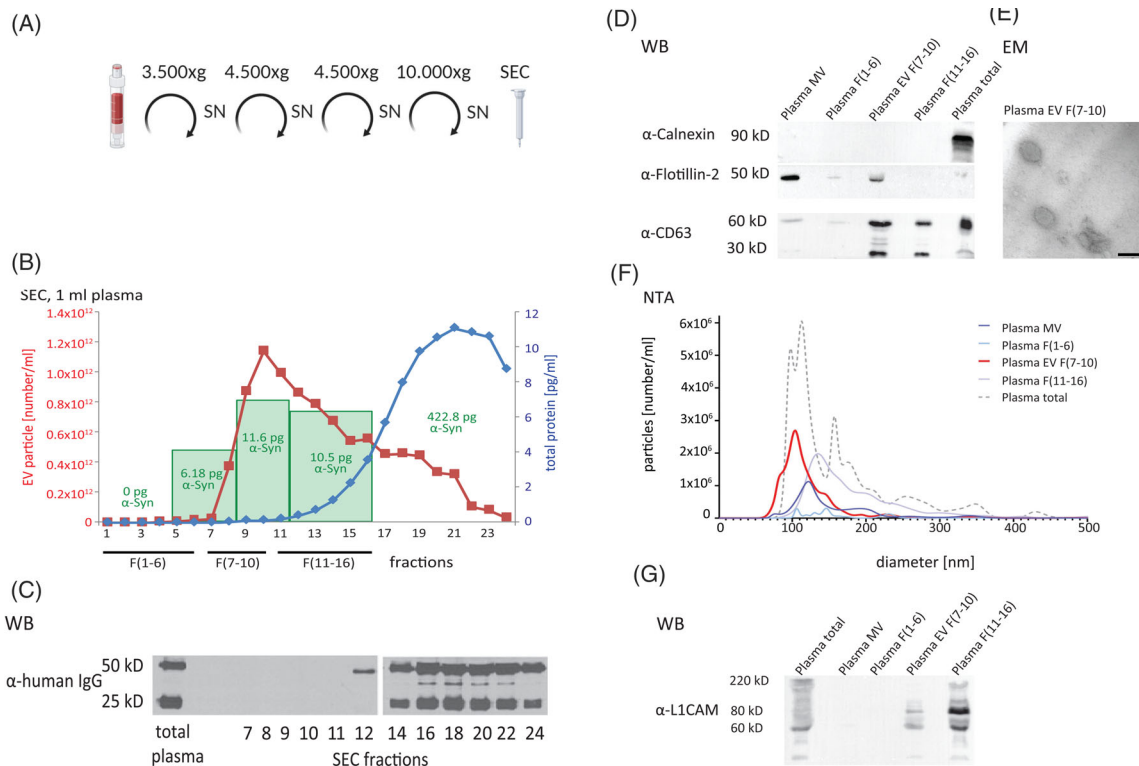 (A)
3.500xg 4.500xg 4.500xg 10.000xg SEC
SN SN SN SN
(B)
SEC, 1 ml plasma
EV particle [number/ml]
1.4x10¹²
1.2x10¹²
1.0x10¹²
0.8x10¹²
0.6x10¹²
0.4x10¹²
0.2x10¹²
0
0 pg
α-Syn
6.18 pg
α-Syn
11.6 pg
α-Syn
10.5 pg
α-Syn
422.8 pg
α-Syn
12
10
8
6
4
2
0
total protein [pg/ml]
1 3 5 7 9 11 13 15 17 19 21 23
F(1-6) F(7-10) F(11-16) fractions
(C)
WB
α-human IgG
50 kD
25 kD
total
plasma
7 8 9 10 11 12 14 16 18 20 22 24
SEC fractions
(D)
WB
Plasma MV
Plasma F(1-6)
Plasma EV F(7-10)
Plasma F(11-16)
Plasma total
α-Calnexin 90 kD
α-Flotillin-2 50 kD
α-CD63
60 kD
30 kD
(E)
EM
Plasma EV F(7-10)
(F)
NTA
particles [number/ml]
6x10⁶
5x10⁶
4x10⁶
3x10⁶
2x10⁶
1x10⁶
0
0 100 200 300 400 500
diameter [nm]
Plasma MV
Plasma F(1-6)
Plasma EV F(7-10)
Plasma F(11-16)
Plasma total
(G)
WB
Plasma total
Plasma MV
Plasma F(1-6)
Plasma EV F(7-10)
Plasma F(11-16)
α-L1CAM
220 kD
80 kD
60 kD